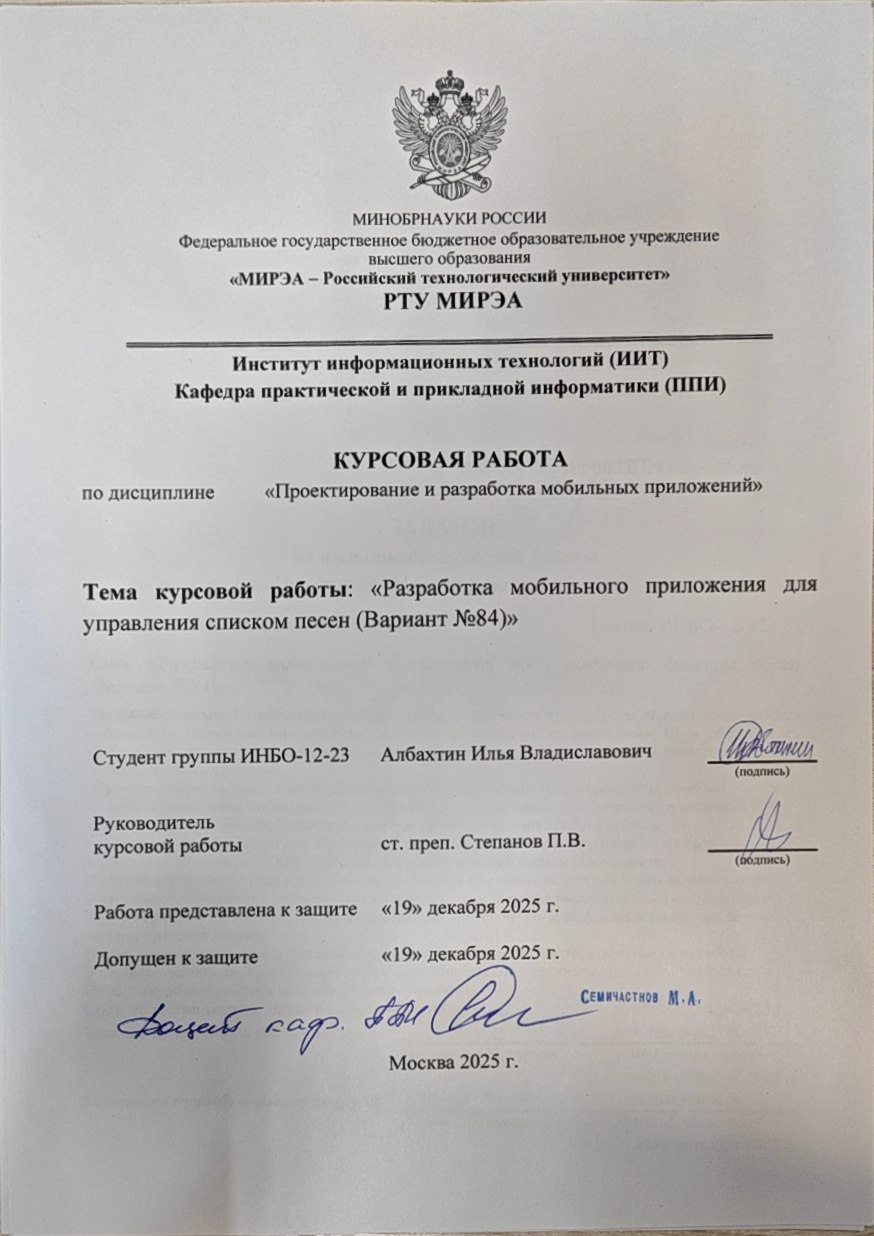 МИНОБРНАУКИ РОССИИ
Федеральное государственное бюджетное образовательное учреждение
высшего образования
«МИРЭА – Российский технологический университет»
РТУ МИРЭА
Институт информационных технологий (ИИТ)
Кафедра практической и прикладной информатики (ППИ)
КУРСОВАЯ РАБОТА
по дисциплине «Проектирование и разработка мобильных приложений»
Тема курсовой работы: «Разработка мобильного приложения для
управления списком песен (Вариант №84)»
Студент группы ИНБО-12-23 Албахтин Илья Владиславович
(подпись)
Руководитель
курсовой работы ст. преп. Степанов П.В.
(подпись)
Работа представлена к защите «19» декабря 2025 г.
Допущен к защите «19» декабря 2025 г.
Доцент каф. ППИ Семичастнов М.А.
Москва 2025 г.